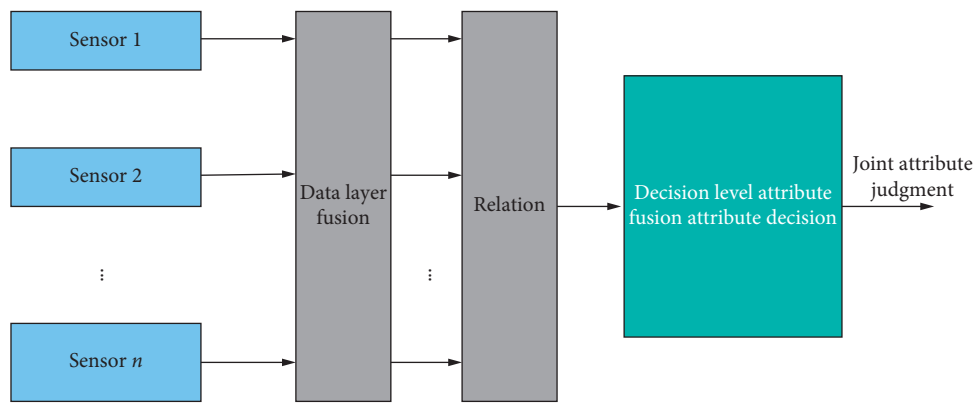 Sensor 1
Sensor 2
⋮
Sensor n
Data layer
fusion
⋮
Relation
Decision level attribute
fusion attribute decision
Joint attribute
judgment